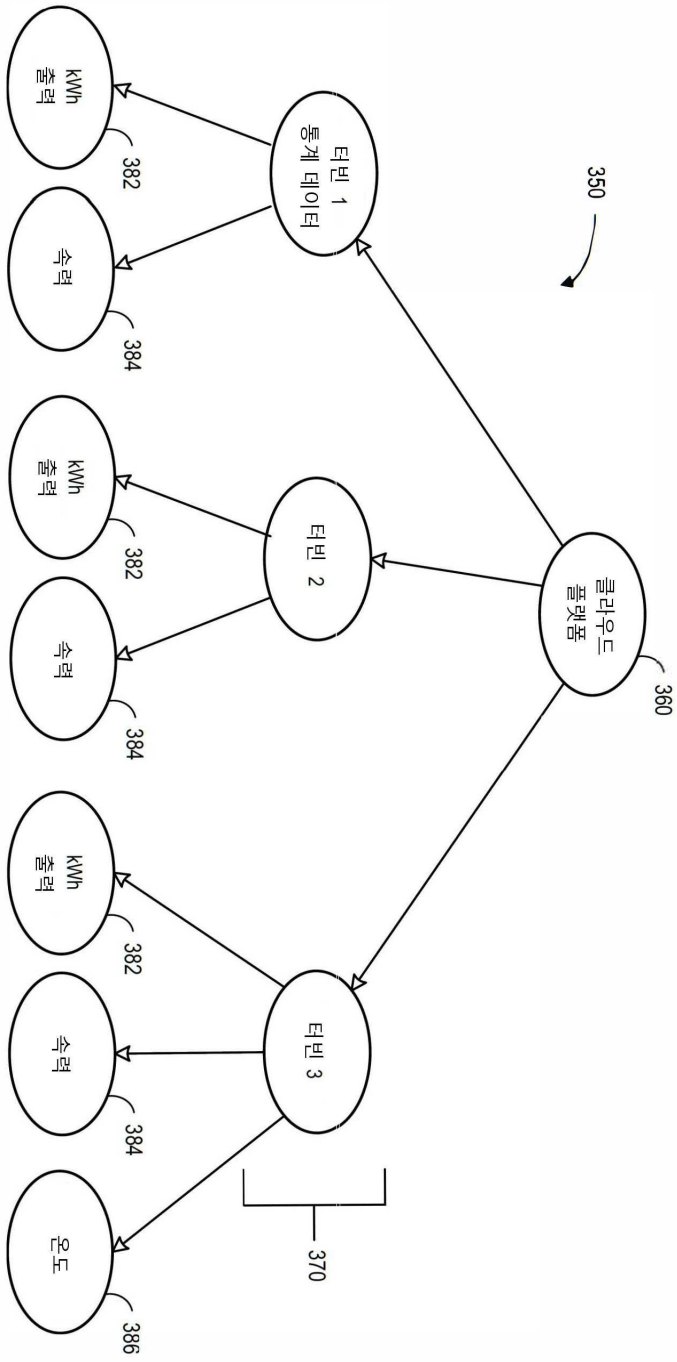 350
클라우드
플랫폼
360
터빈 1
통계 데이터
터빈 2
터빈 3
370
kWh
출력
382
속력
384
kWh
출력
382
속력
384
kWh
출력
382
속력
384
온도
386